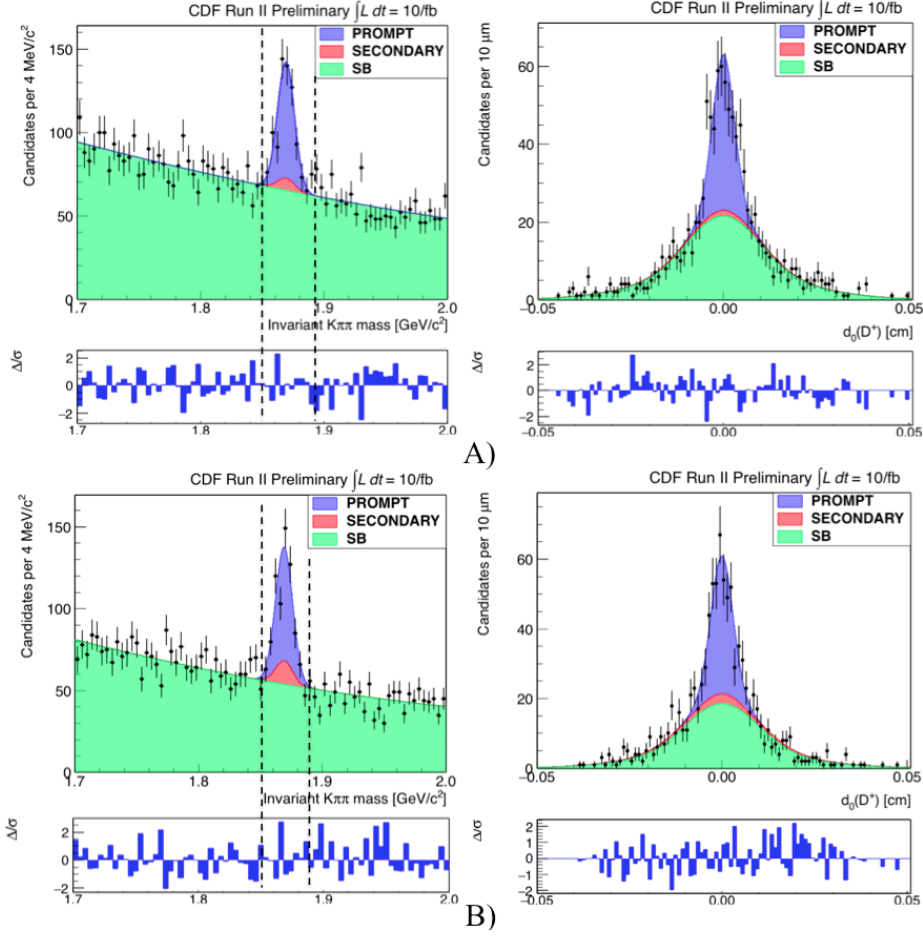 CDF Run II Preliminary ∫L dt = 10/fb
Candidates per 4 MeV/c²
150
100
50
0
PROMPT
SECONDARY
SB
1.7 1.8 1.9 2.0
Invariant Kππ mass [GeV/c²]
Δ/σ
2
0
−2
1.7 1.8 1.9 2.0
CDF Run II Preliminary ∫L dt = 10/fb
Candidates per 10 μm
60
40
20
0
PROMPT
SECONDARY
SB
−0.05 0.00 0.05
d₀(D⁺) [cm]
Δ/σ
2
0
−2
−0.05 0.00 0.05
A)
CDF Run II Preliminary ∫L dt = 10/fb
Candidates per 4 MeV/c²
150
100
50
0
PROMPT
SECONDARY
SB
1.7 1.8 1.9 2.0
Invariant Kππ mass [GeV/c²]
Δ/σ
2
0
−2
1.7 1.8 1.9 2.0
CDF Run II Preliminary ∫L dt = 10/fb
Candidates per 10 μm
60
40
20
0
PROMPT
SECONDARY
SB
−0.05 0.00 0.05
d₀(D⁺) [cm]
Δ/σ
2
1
0
−1
−2
−0.05 0.00 0.05
B)